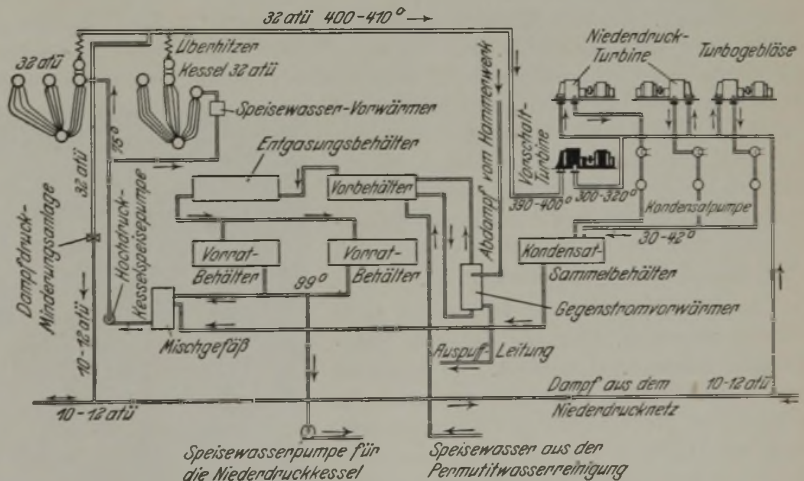 32 atü 400-410°
Überhitzer
32 atü
Kessel 32 atü
Speisewasser-Vorwärmer
75°
32 atü
Entgasungsbehälter
Vorbehälter
Abdampf vom Hammerwerk
Vorschalt-
Turbine
Niederdruck-
Turbine
Turbogebläse
390-400°
300-320°
Kondensatpumpe
30-42°
Dampfdruck-
Minderungsanlage
Hochdruck-
Kesselspeisepumpe
Vorrat-
Behälter
Vorrat-
Behälter
Kondensat-
Sammelbehälter
99°
Gegenstromvorwärmer
Mischgefäß
Auspuff-
Leitung
10-12 atü
10-12 atü
Dampf aus dem
Niederdrucknetz
10-12 atü
Speisewasserpumpe für
die Niederdruckkessel
Speisewasser aus der
Permutitwasserreinigung